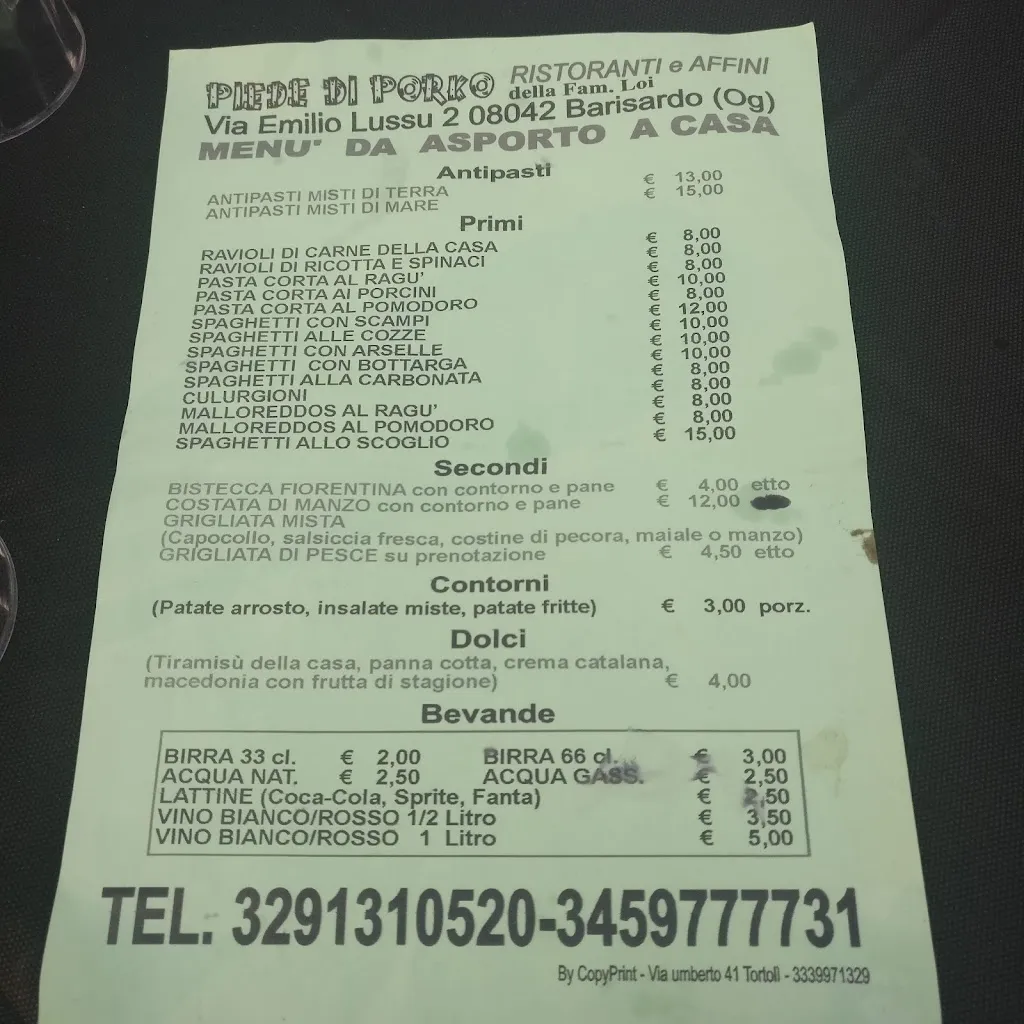 PIEDE DI PORKO RISTORANTI e AFFINI
della Fam. Loi
Via Emilio Lussu 2 08042 Barisardo (Og)
MENU' DA ASPORTO A CASA
Antipasti
ANTIPASTI MISTI DI TERRA € 13,00
ANTIPASTI MISTI DI MARE € 15,00
Primi
RAVIOLI DI CARNE DELLA CASA € 8,00
RAVIOLI DI RICOTTA E SPINACI € 8,00
PASTA CORTA AL RAGU' € 8,00
PASTA CORTA AI PORCINI € 10,00
PASTA CORTA AL POMODORO € 8,00
SPAGHETTI CON SCAMPI € 12,00
SPAGHETTI ALLE COZZE € 10,00
SPAGHETTI CON ARSELLE € 10,00
SPAGHETTI CON BOTTARGA € 10,00
SPAGHETTI ALLA CARBONATA € 8,00
CULURGIONI € 8,00
MALLOREDDOS AL RAGU' € 8,00
MALLOREDDOS AL POMODORO € 8,00
SPAGHETTI ALLO SCOGLIO € 15,00
Secondi
BISTECCA FIORENTINA con contorno e pane € 4,00 etto
COSTATA DI MANZO con contorno e pane € 12,00
GRIGLIATA MISTA
(Capocollo, salsiccia fresca, costine di pecora, maiale o manzo)
GRIGLIATA DI PESCE su prenotazione € 4,50 etto
Contorni
(Patate arrosto, insalate miste, patate fritte) € 3,00 porz.
Dolci
(Tiramisù della casa, panna cotta, crema catalana,
macedonia con frutta di stagione) € 4,00
Bevande
BIRRA 33 cl. € 2,00 BIRRA 66 cl. € 3,00
ACQUA NAT. € 2,50 ACQUA GASS. € 2,50
LATTINE (Coca-Cola, Sprite, Fanta) € 2,50
VINO BIANCO/ROSSO 1/2 Litro € 3,50
VINO BIANCO/ROSSO 1 Litro € 5,00
TEL. 3291310520-3459777731
By CopyPrint - Via umberto 41 Tortolì - 3339971329